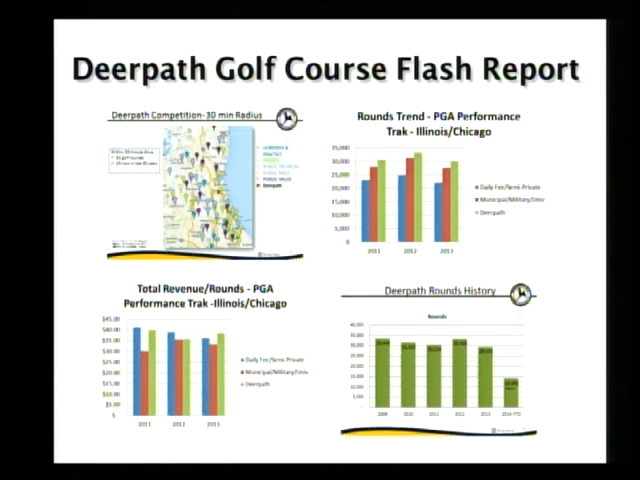 Deerpath Golf Course Flash Report
Deerpath Competition- 30 min Radius
Deerpath
Rounds Trend - PGA Performance
Trak - Illinois/Chicago
35,000
30,000
25,000
20,000
15,000
10,000
5,000
0
2011 2012 2013
Daily Fee/Semi-Private
Municipal/Military/Univ
Deerpath
Total Revenue/Rounds - PGA
Performance Trak -Illinois/Chicago
$45.00
$40.00
$35.00
$30.00
$25.00
$20.00
$15.00
$10.00
$5.00
$-
2011 2012 2013
Daily Fee/Semi-Private
Municipal/Military/Univ
Deerpath
Deerpath Rounds History
Rounds
40,000
35,000
30,000
25,000
20,000
15,000
10,000
5,000
2009 2010 2011 2012 2013 2014 YTD